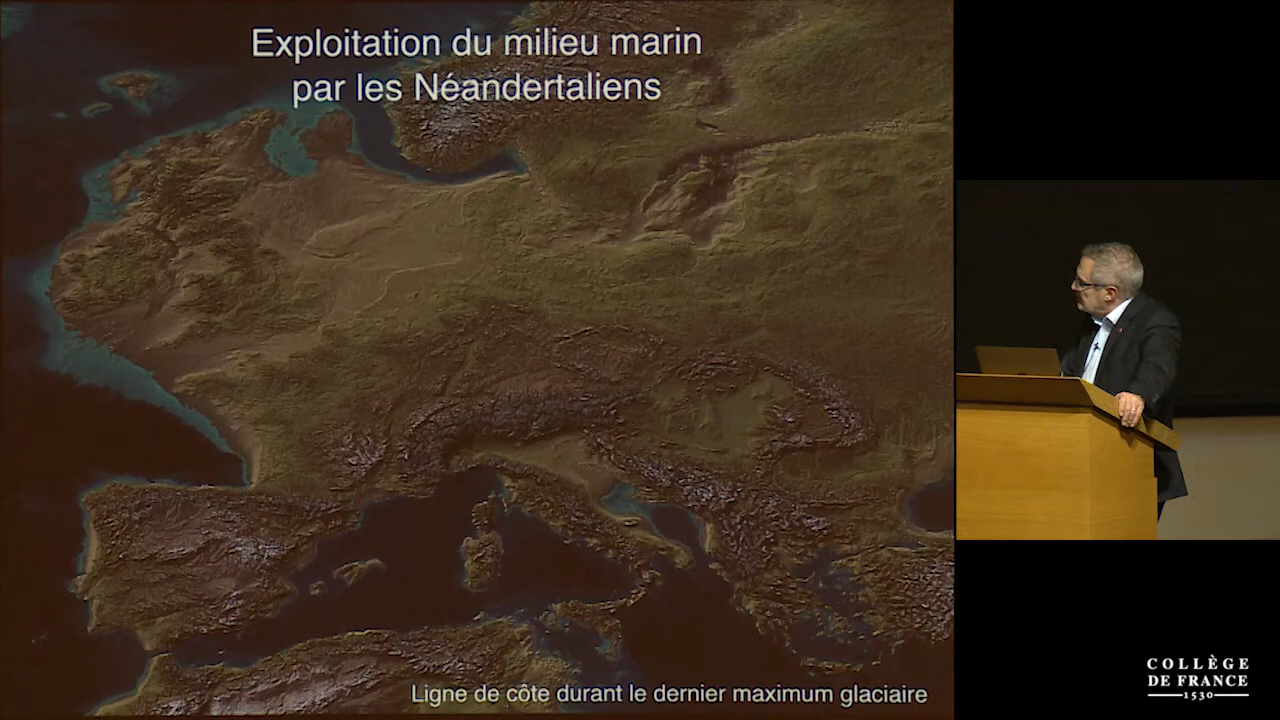 Exploitation du milieu marin
par les Néandertaliens
Ligne de côte durant le dernier maximum glaciaire
COLLÈGE
DE FRANCE
1530